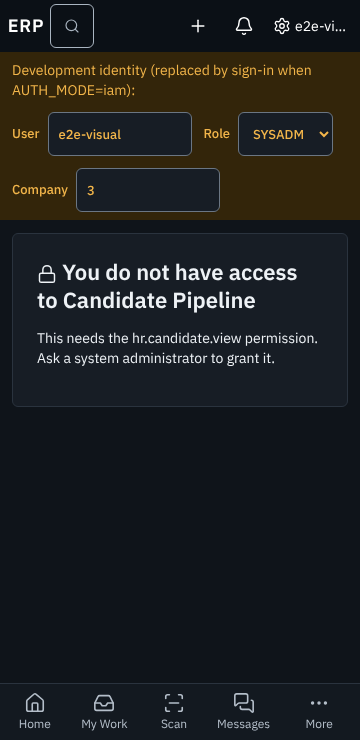 ERP
e2e-vi...
Development identity (replaced by sign-in when
AUTH_MODE=iam):
User e2e-visual Role SYSADM
Company 3
You do not have access
to Candidate Pipeline
This needs the hr.candidate.view permission.
Ask a system administrator to grant it.
Home My Work Scan Messages More